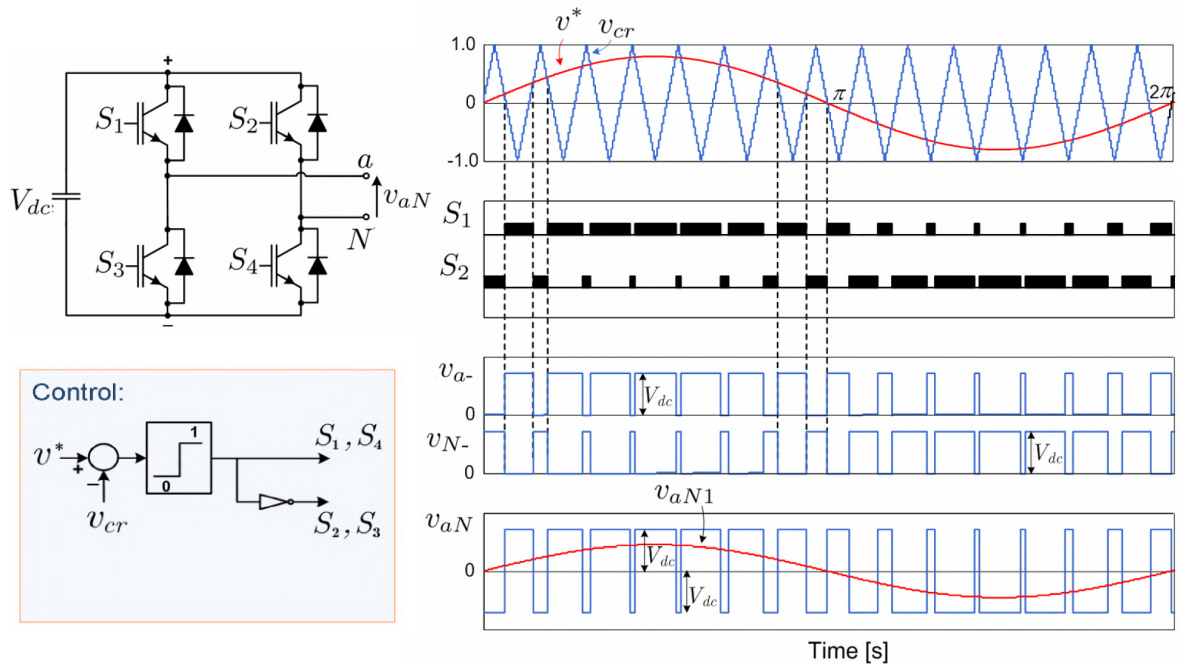 +
S1
S2
a
Vdc
vaN
N
S3
S4
−
Control:
v*
+
−
vcr
1
0
S1 , S4
S2 , S3
v*
vcr
1.0
0
-1.0
π
2π
S1
S2
va-
Vdc
0
vN-
Vdc
0
vaN1
vaN
Vdc
0
Vdc
Time [s]